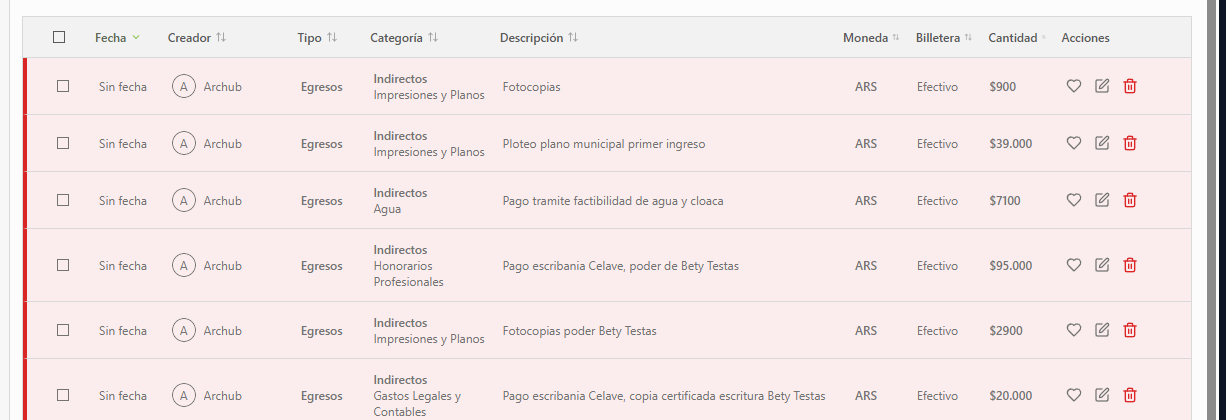 Fecha Creador Tipo Categoría Descripción Moneda Billetera Cantidad Acciones
Sin fecha A Archub Egresos Indirectos Impresiones y Planos Fotocopias ARS Efectivo $900
Sin fecha A Archub Egresos Indirectos Impresiones y Planos Ploteo plano municipal primer ingreso ARS Efectivo $39.000
Sin fecha A Archub Egresos Indirectos Agua Pago tramite factibilidad de agua y cloaca ARS Efectivo $7100
Sin fecha A Archub Egresos Indirectos Honorarios Profesionales Pago escribania Celave, poder de Bety Testas ARS Efectivo $95.000
Sin fecha A Archub Egresos Indirectos Impresiones y Planos Fotocopias poder Bety Testas ARS Efectivo $2900
Sin fecha A Archub Egresos Indirectos Gastos Legales y Contables Pago escribania Celave, copia certificada escritura Bety Testas ARS Efectivo $20.000